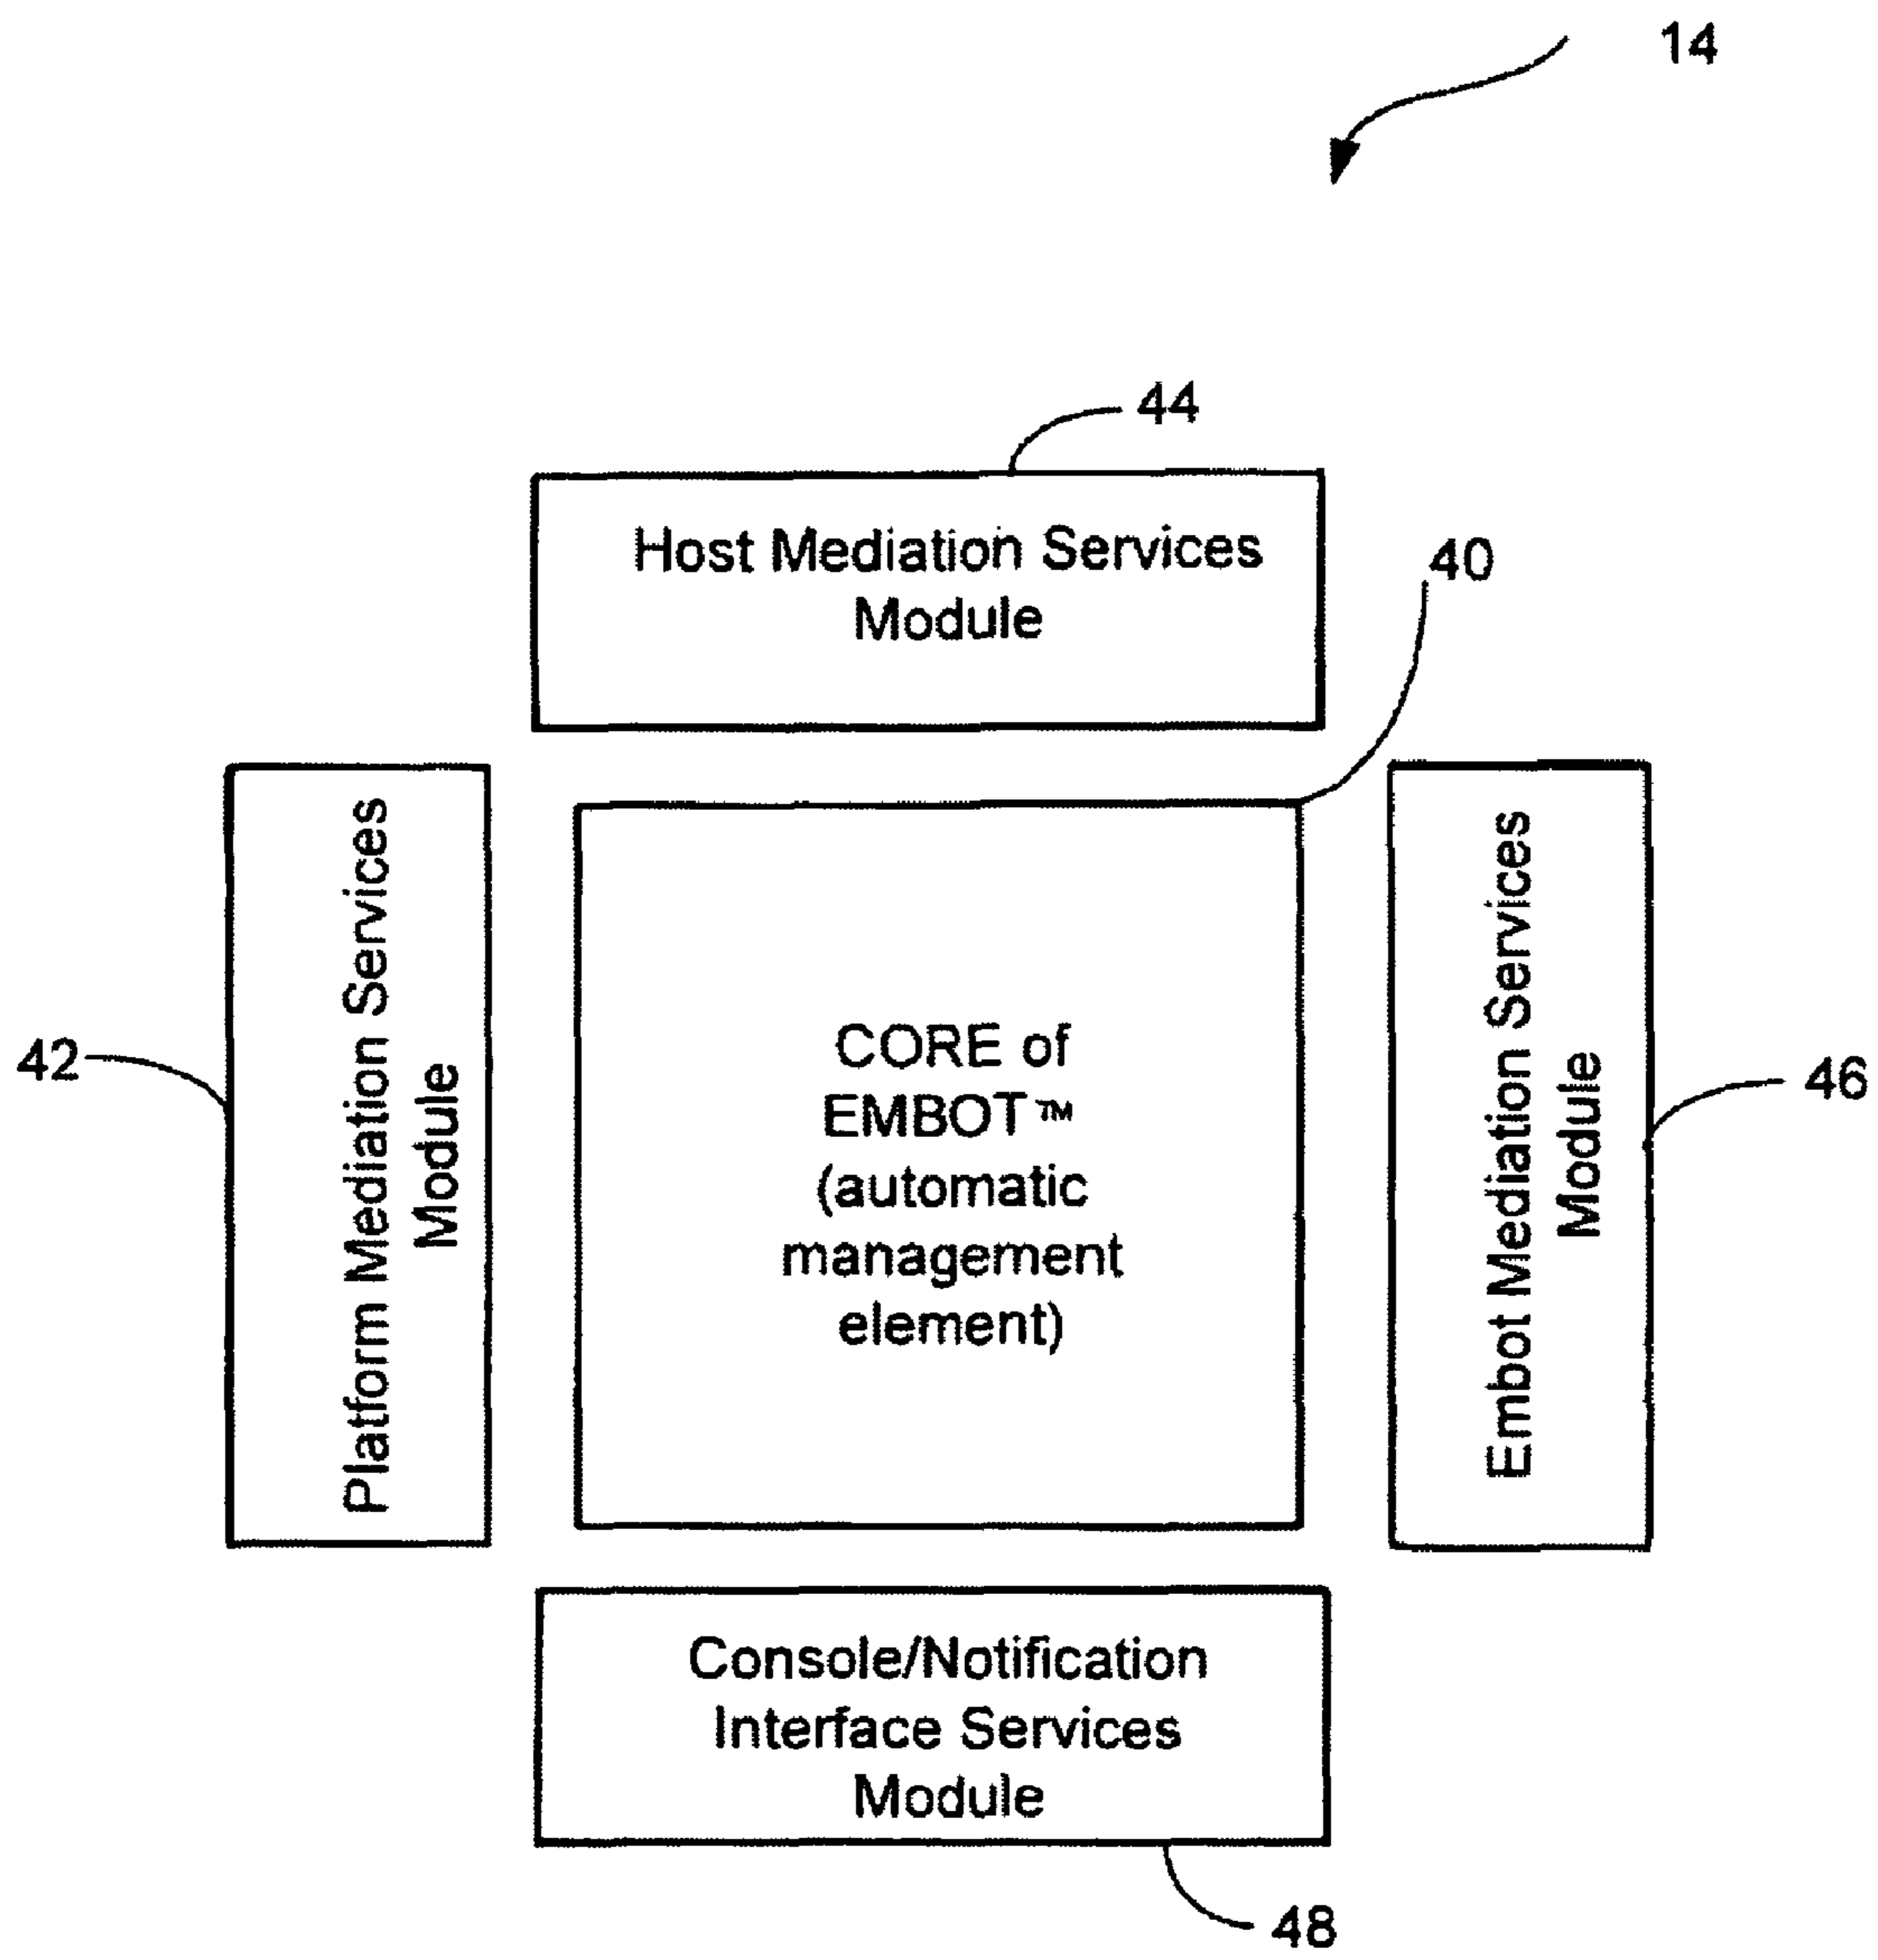 14
44
Host Mediation Services
Module
40
Platform Mediation Services
Module
42
CORE of
EMBOT™
(automatic
management
element)
Embot Mediation Services
Module
46
Console/Notification
Interface Services
Module
48